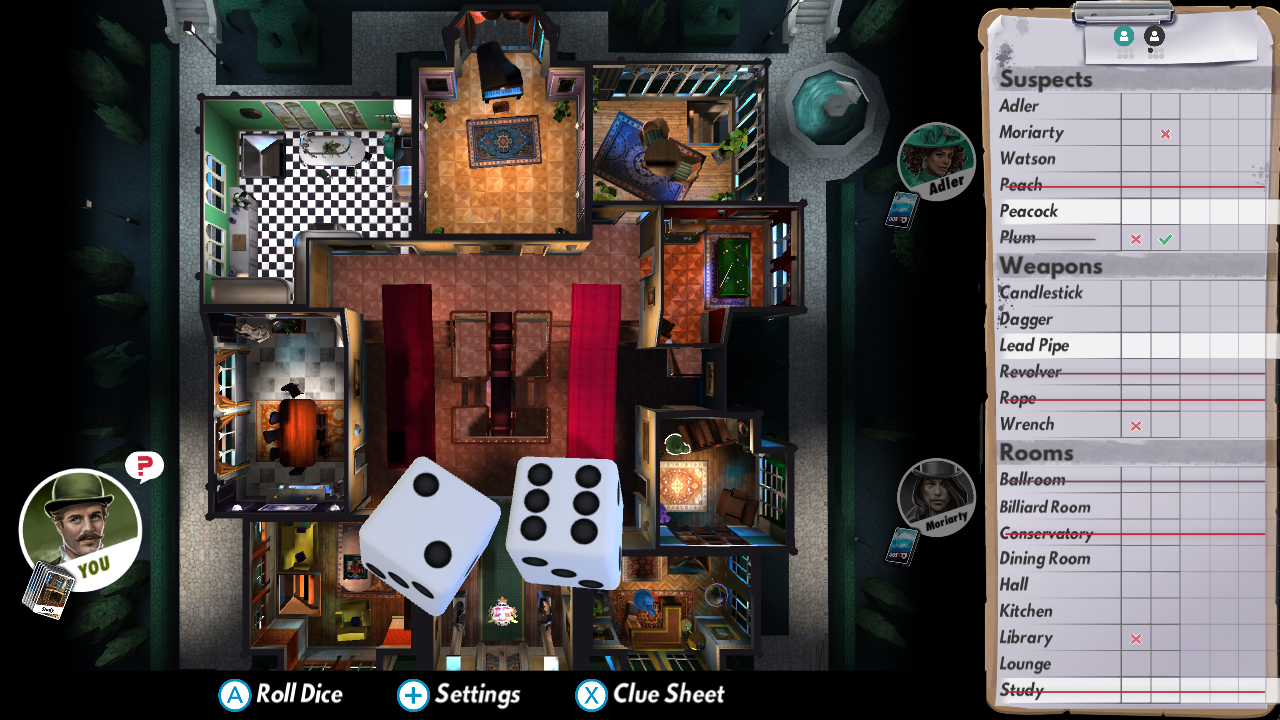 Suspects
Adler
Moriarty
Watson
Peach
Peacock
Plum
Weapons
Candlestick
Dagger
Lead Pipe
Revolver
Rope
Wrench
Rooms
Ballroom
Billiard Room
Conservatory
Dining Room
Hall
Kitchen
Library
Lounge
Study
Adler
Moriarty
?
YOU
Study
A Roll Dice
+ Settings
X Clue Sheet